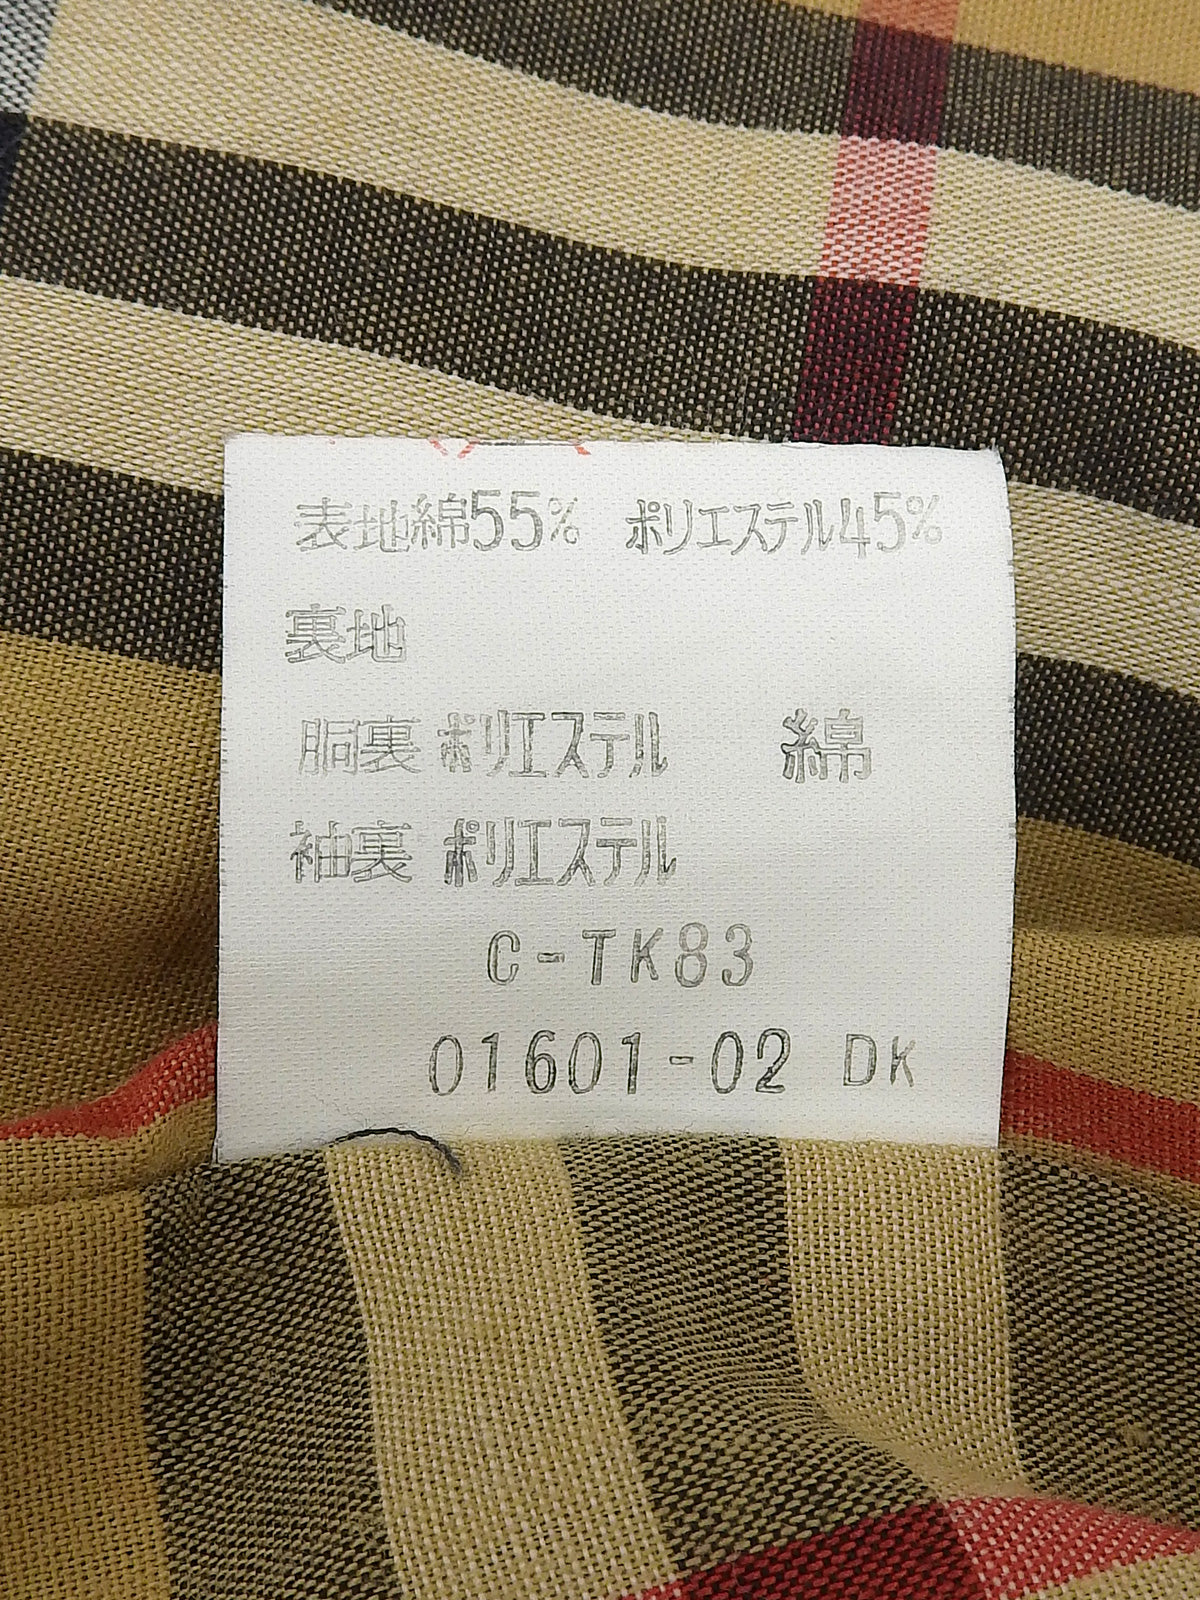 表地綿55% ポリエステル45%
裏地
胴裏 ポリエステル 綿
袖裏 ポリエステル
C-TK83
01601-02 DK